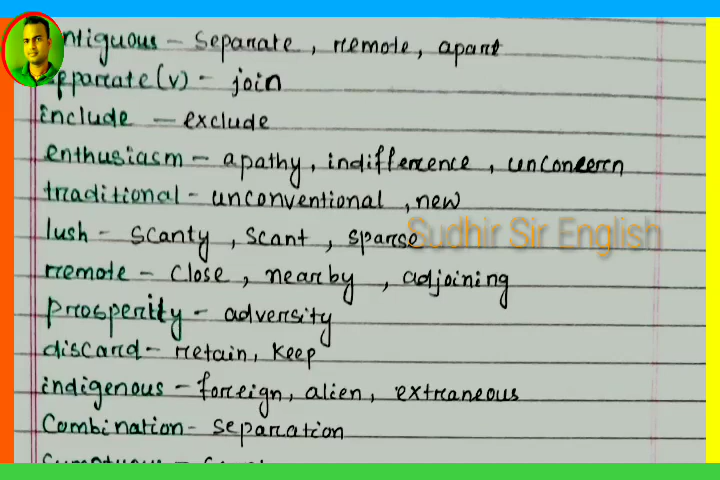 ntiguous - separate, remote, apart
separate (v) - join
include - exclude
enthusiasm - apathy, indifference, unconcern
traditional - unconventional, new
lush - scanty, scant, sparse
Sudhir Sir English
remote - close, nearby, adjoining
prosperity - adversity
discard - retain, keep
indigenous - foreign, alien, extraneous
Combination - separation